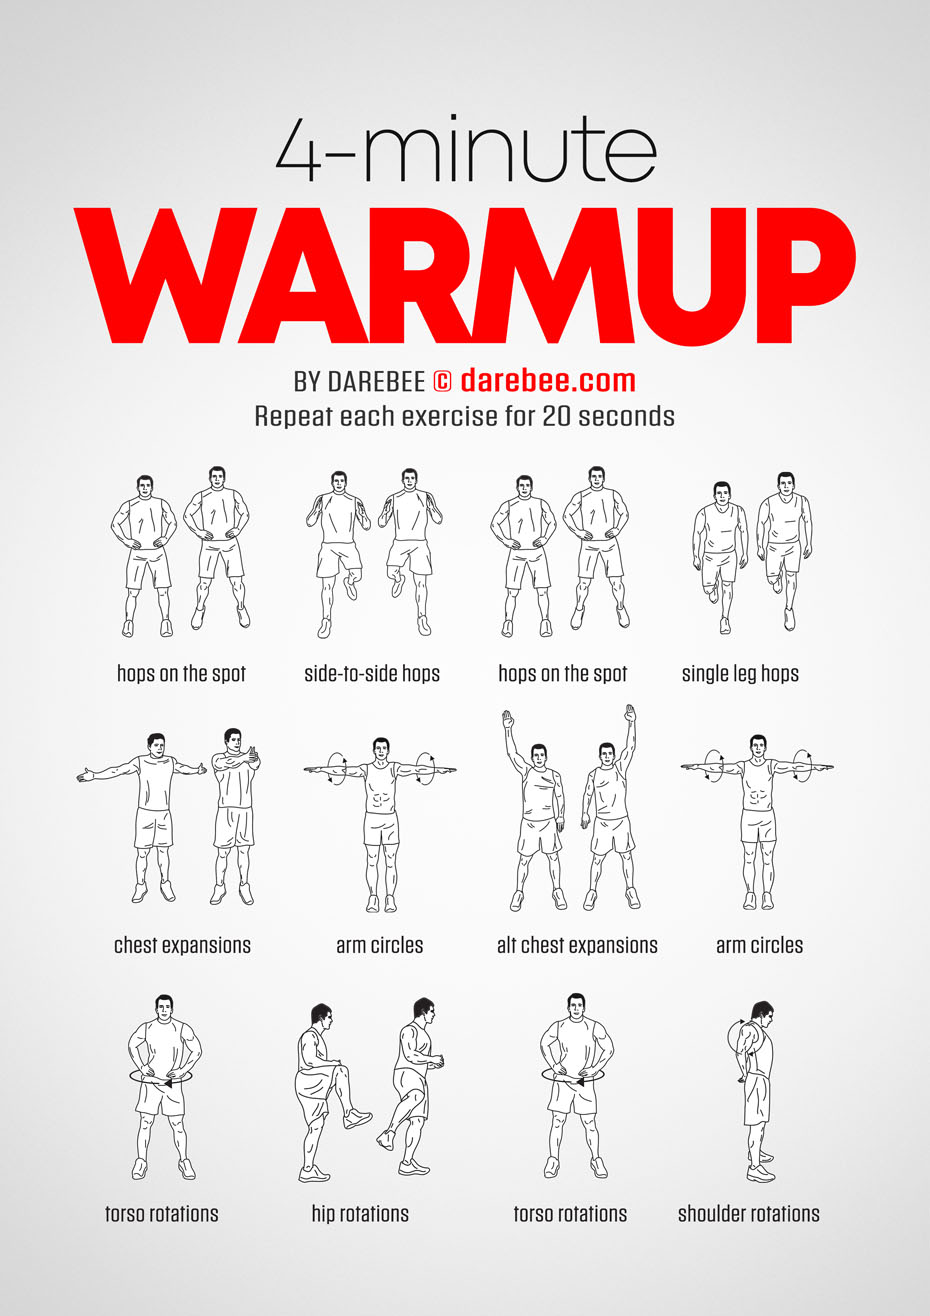 4-minute
WARMUP
BY DAREBEE © darebee.com
Repeat each exercise for 20 seconds
hops on the spot
side-to-side hops
hops on the spot
single leg hops
chest expansions
arm circles
alt chest expansions
arm circles
torso rotations
hip rotations
torso rotations
shoulder rotations